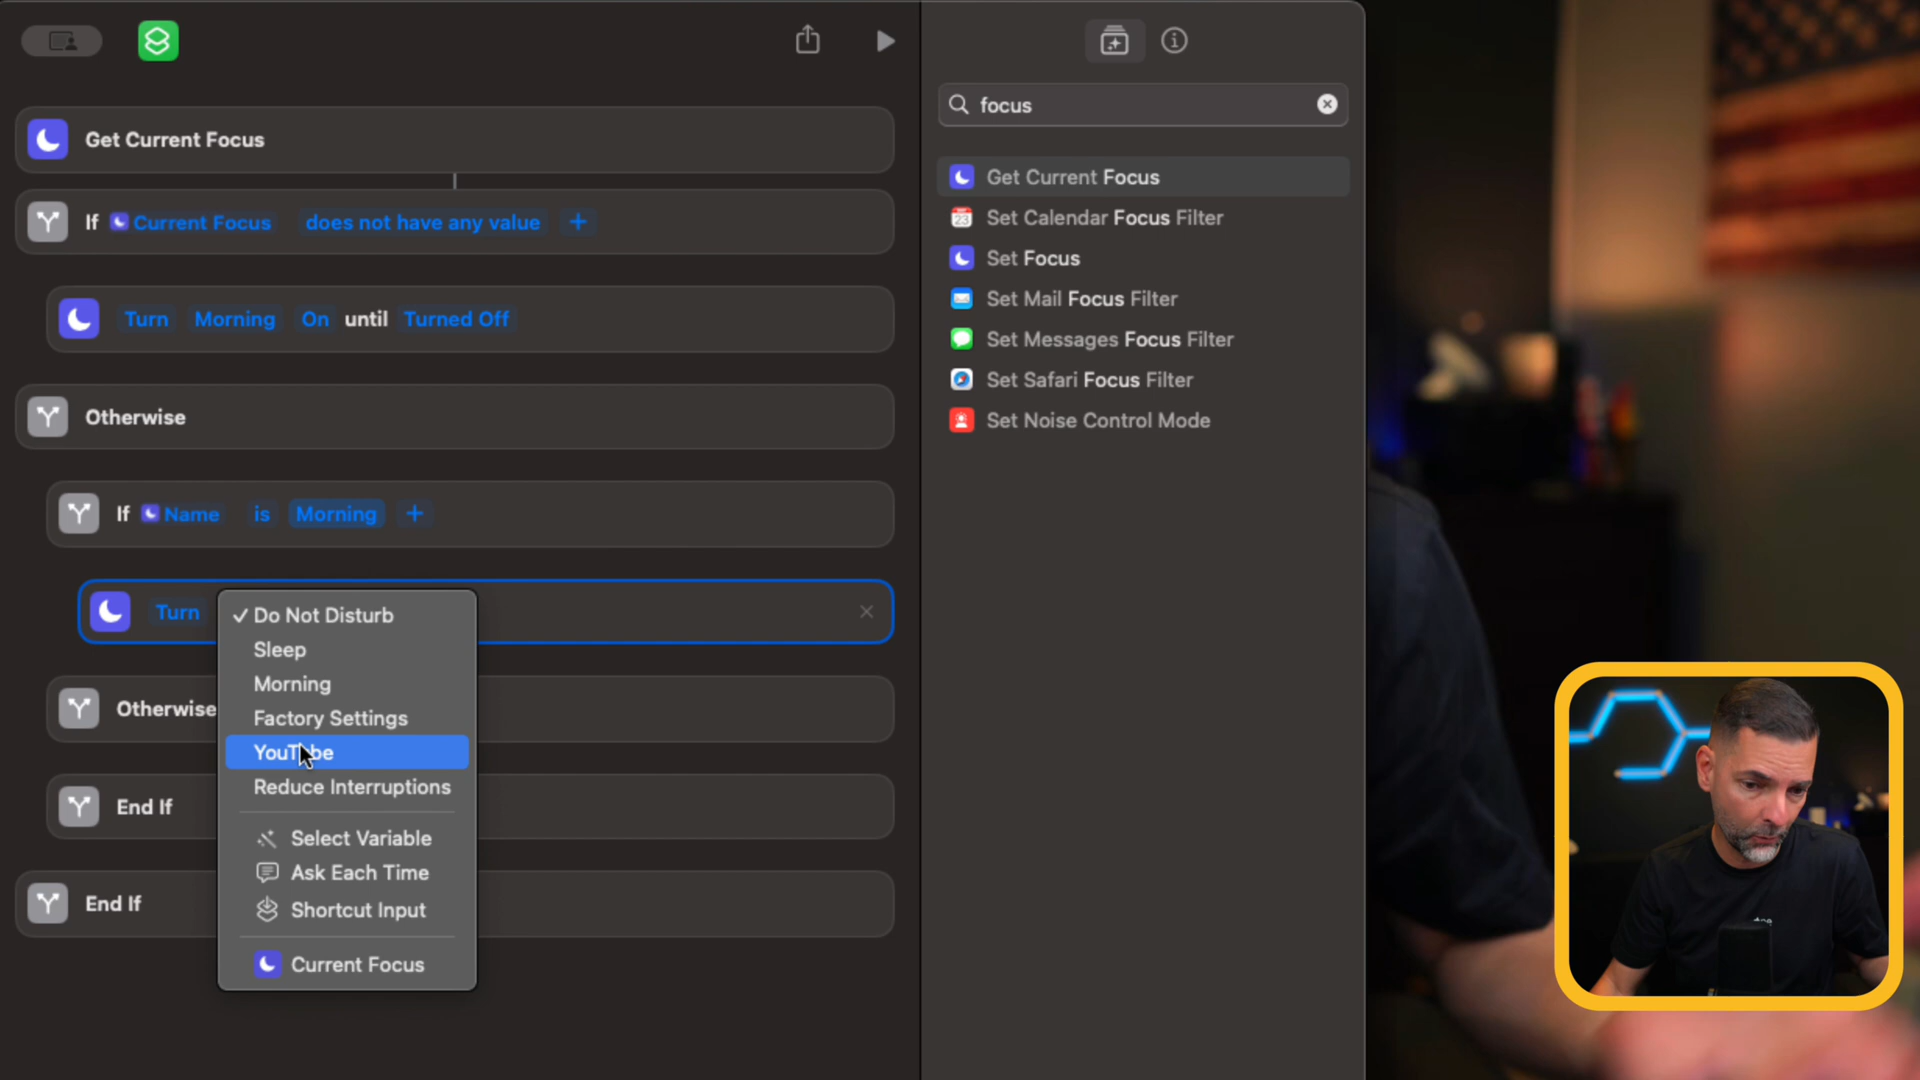 Get Current Focus
If Current Focus does not have any value +
Turn Morning On until Turned Off
Otherwise
If Name is Morning +
Turn
Do Not Disturb
Sleep
Morning
Factory Settings
YouTube
Reduce Interruptions
Select Variable
Ask Each Time
Shortcut Input
Current Focus
Otherwise
End If
End If
focus
Get Current Focus
23
Set Calendar Focus Filter
Set Focus
Set Mail Focus Filter
Set Messages Focus Filter
Set Safari Focus Filter
Set Noise Control Mode